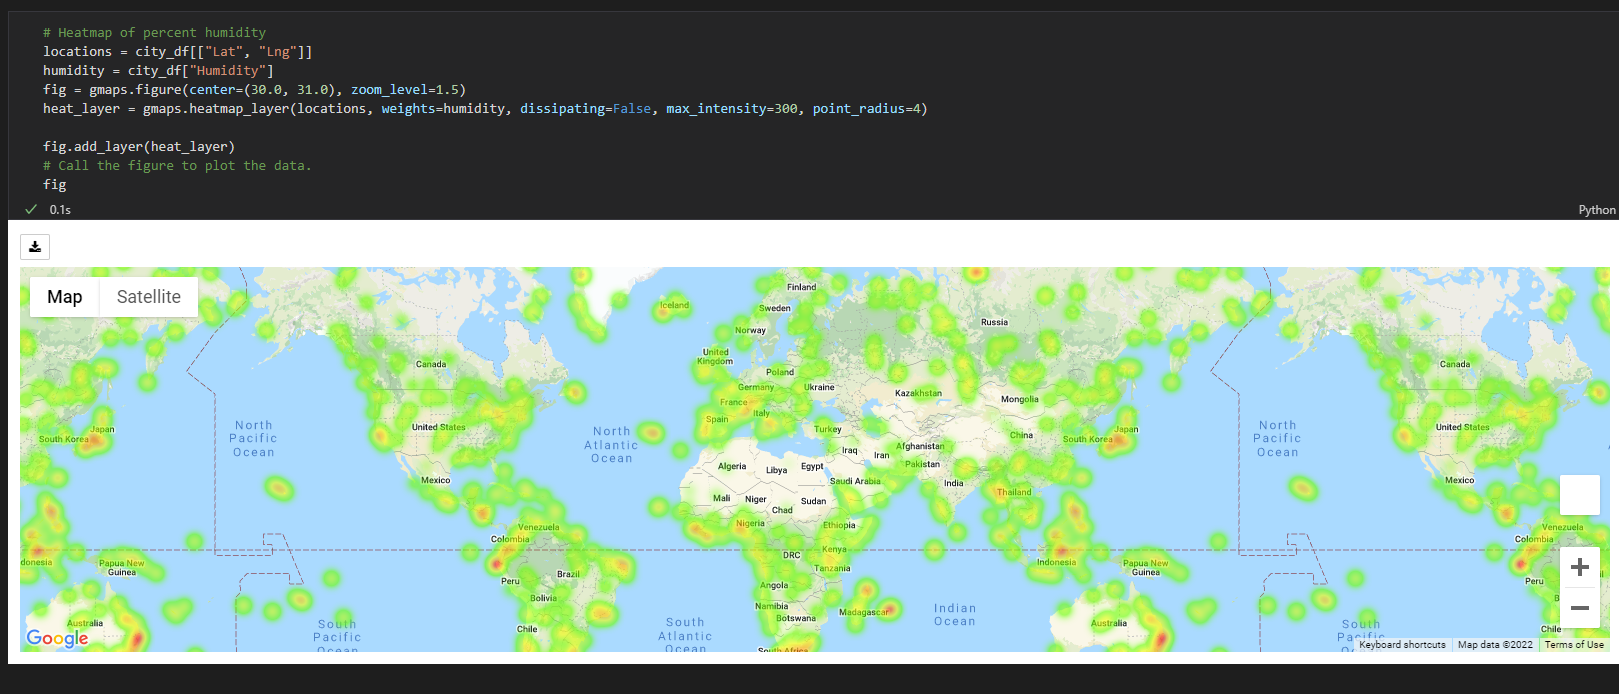 # Heatmap of percent humidity
locations = city_df[["Lat", "Lng"]]
humidity = city_df["Humidity"]
fig = gmaps.figure(center=(30.0, 31.0), zoom_level=1.5)
heat_layer = gmaps.heatmap_layer(locations, weights=humidity, dissipating=False, max_intensity=300, point_radius=4)
fig.add_layer(heat_layer)
# Call the figure to plot the data.
fig
0.1s
Python
Map
Satellite
Finland
Iceland
Sweden
Norway
Russia
United
Kingdom
Canada
Poland
Germany
Ukraine
Kazakhstan
Mongolia
France
Italy
Spain
Turkey
United States
Japan
South Korea
China
South Korea
Japan
Canada
United States
North
Pacific
Ocean
North
Atlantic
Ocean
North
Pacific
Ocean
Algeria
Libya
Egypt
Iraq
Iran
Afghanistan
Pakistan
Saudi Arabia
India
Mexico
Mexico
Mali
Niger
Sudan
Chad
Thailand
Nigeria
Ethiopia
Venezuela
Colombia
Venezuela
Colombia
DRC
Kenya
Tanzania
donesia
Papua New
Guinea
Indonesia
Papua New
Guinea
Peru
Brazil
Peru
Bolivia
Angola
Namibia
Botswana
Madagascar
Indian
Ocean
Australia
Australia
Chile
Chile
South
Pacific
Ocean
South
Atlantic
Ocean
South
Pacific
South Africa
Google
Keyboard shortcuts
Map data ©2022
Terms of Use